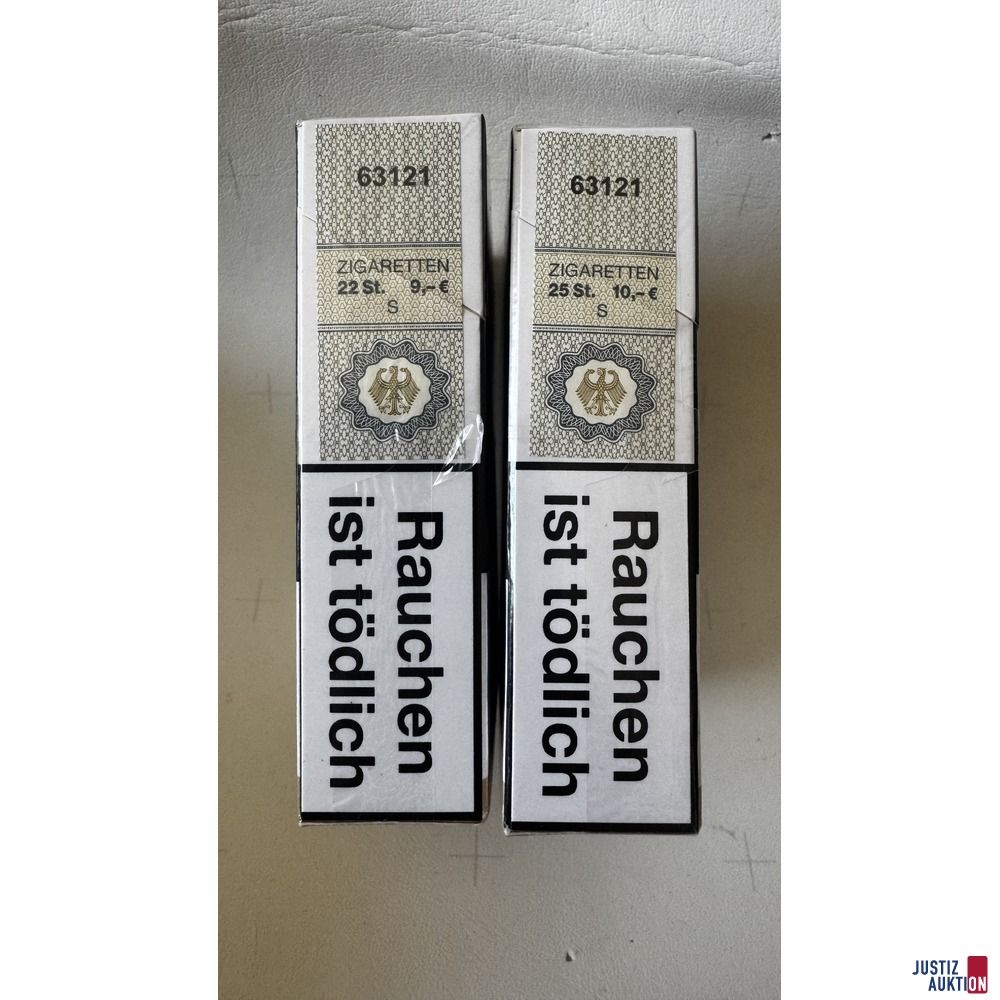 63121
ZIGARETTEN
22 St. 9,– €
S
Rauchen
ist tödlich
63121
ZIGARETTEN
25 St. 10,– €
S
Rauchen
ist tödlich
JUSTIZ
AUKTION